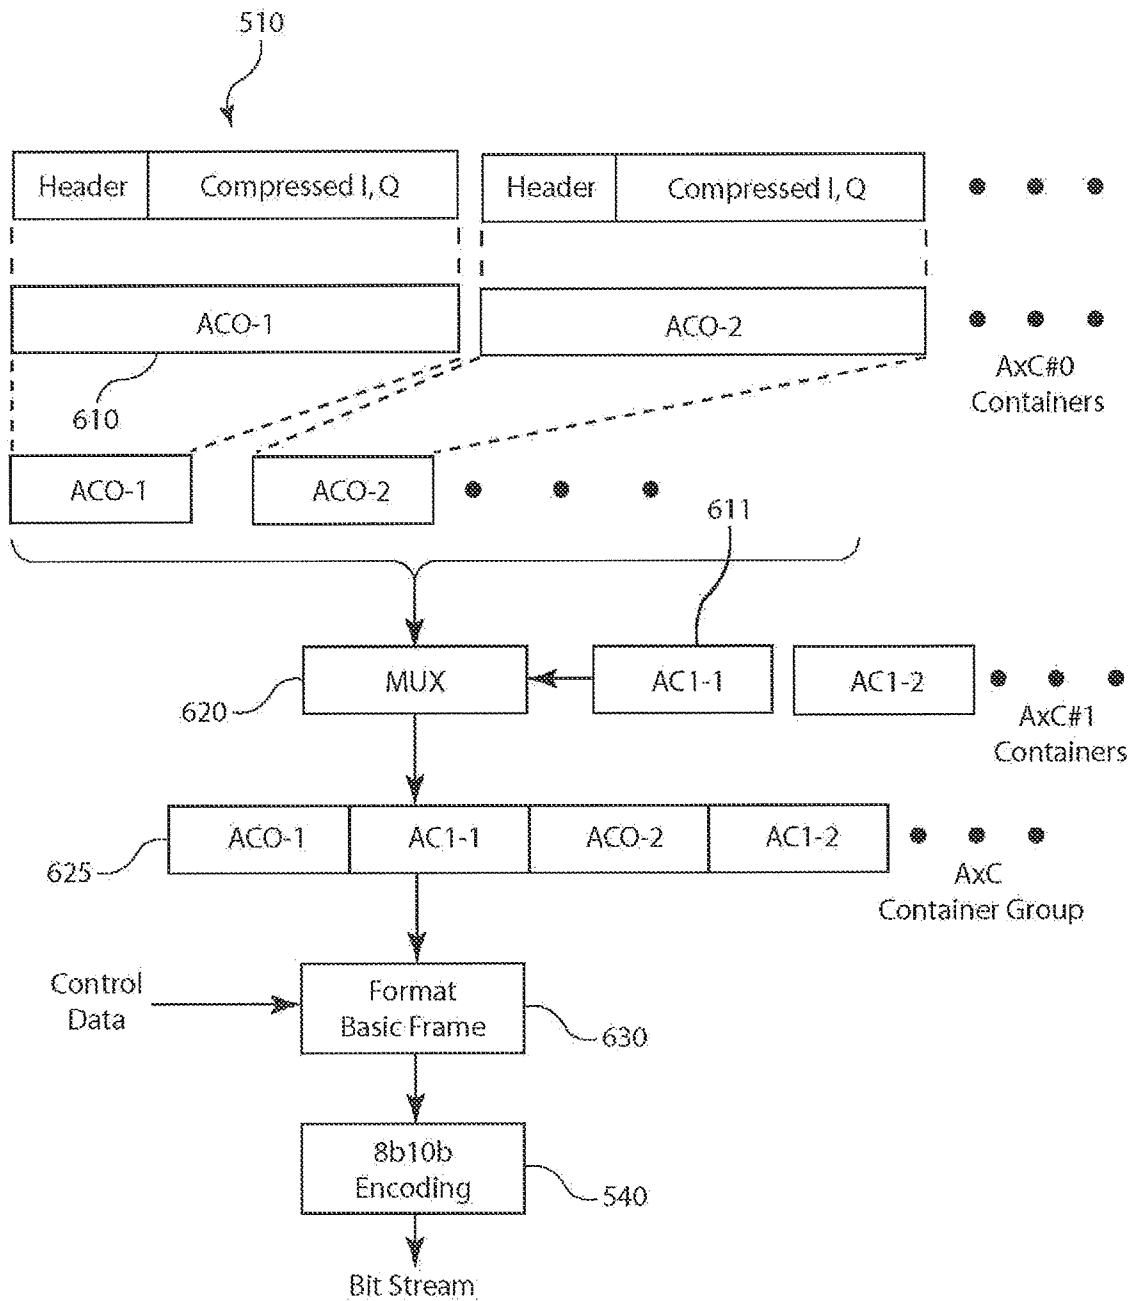 510
Header Compressed I, Q Header Compressed I, Q
ACO-1 ACO-2
AxC#0
Containers
610
ACO-1 ACO-2
611
MUX AC1-1 AC1-2
620
AxC#1
Containers
ACO-1 AC1-1 ACO-2 AC1-2
625
AxC
Container Group
Control
Data
Format
Basic Frame
630
8b10b
Encoding
540
Bit Stream